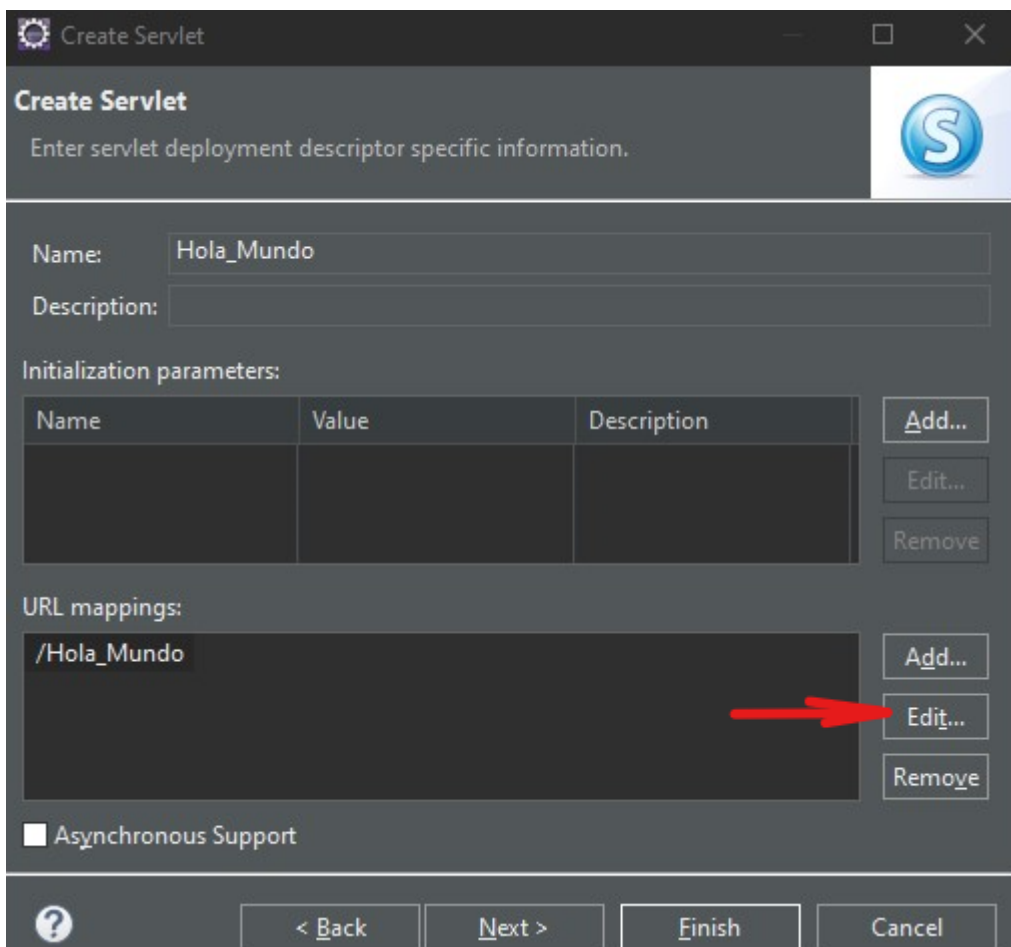 Create Servlet
Create Servlet
Enter servlet deployment descriptor specific information.
S
Name: Hola_Mundo
Description:
Initialization parameters:
Name Value Description Add...
Edit...
Remove
URL mappings:
/Hola_Mundo Add...
Edit...
Remove
Asynchronous Support
? < Back Next > Finish Cancel